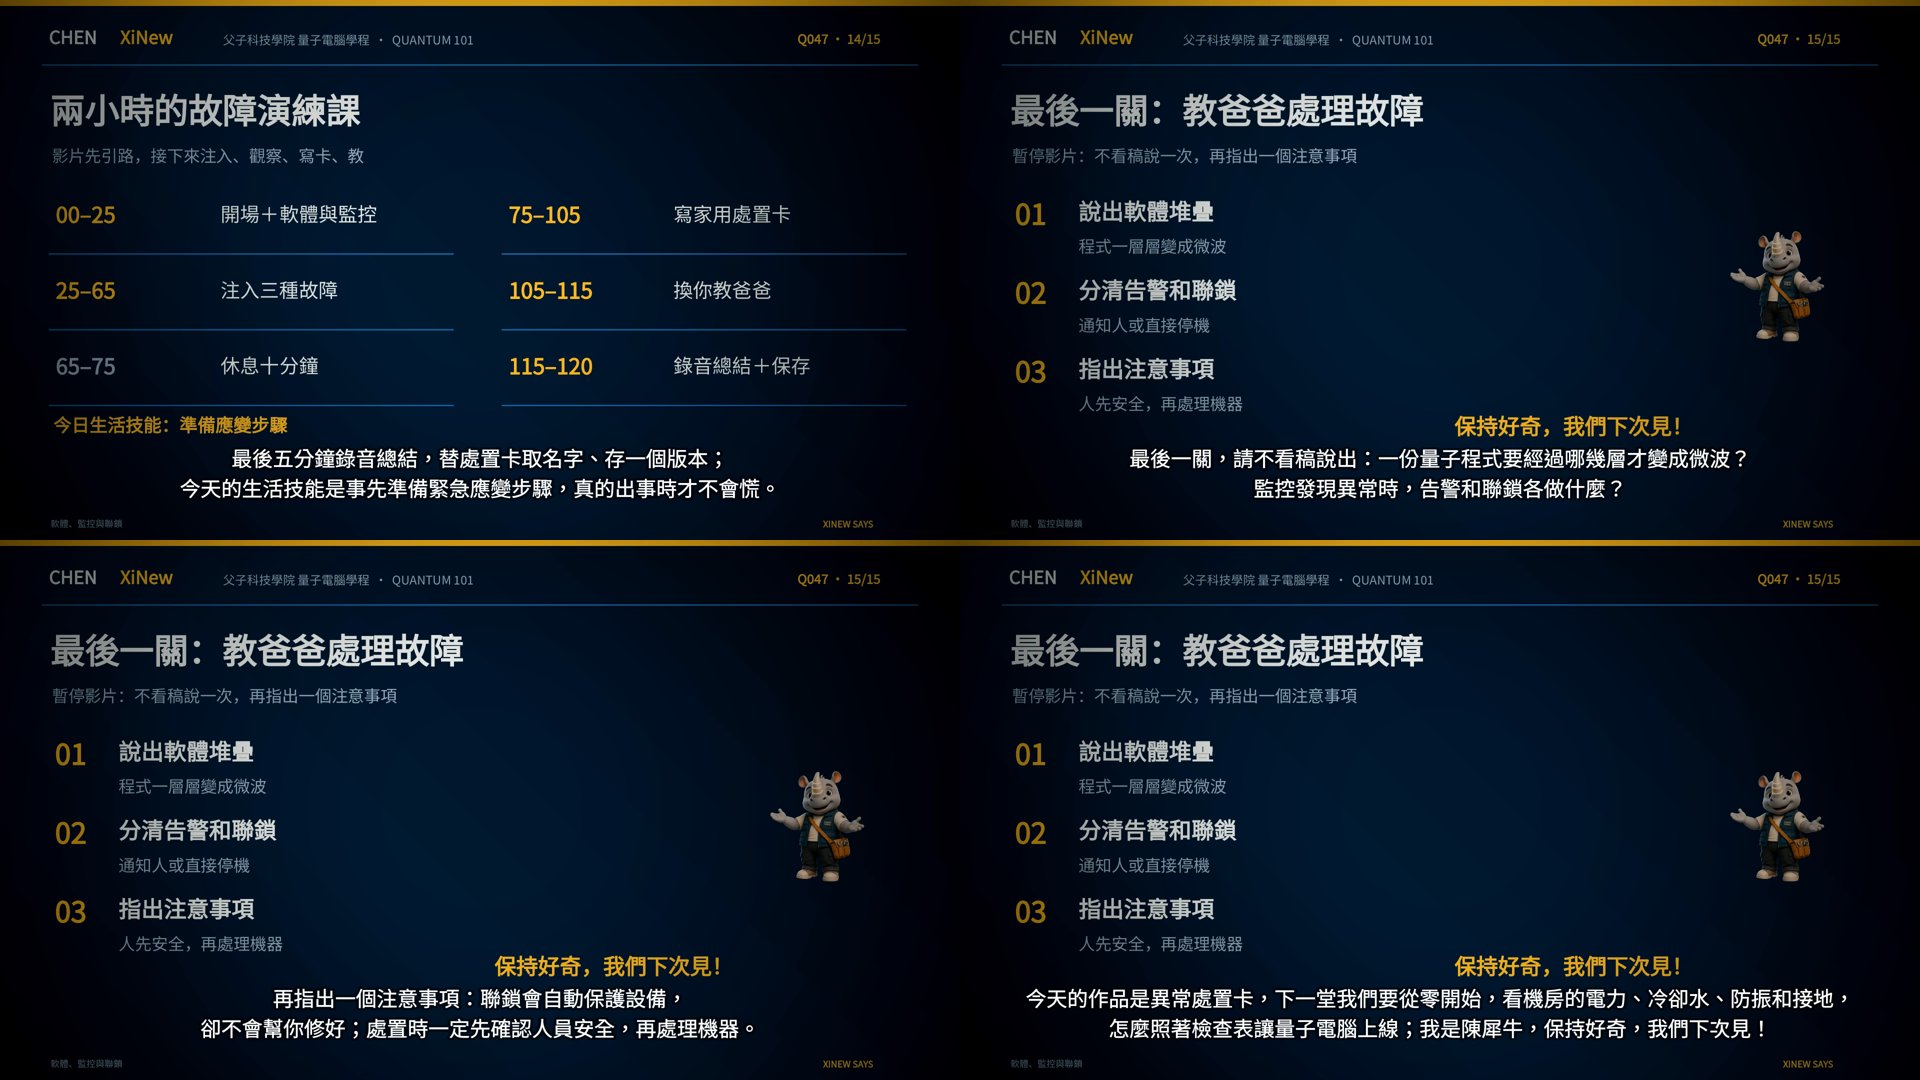 CHEN XiNew 父子科技學院 量子電腦學程 · QUANTUM 101 Q047 · 14/15
兩小時的故障演練課
影片先引路，接下來注入、觀察、寫卡、教
00–25 開場＋軟體與監控
75–105 寫家用處置卡
25–65 注入三種故障
105–115 換你教爸爸
65–75 休息十分鐘
115–120 錄音總結＋保存
今日生活技能：準備應變步驟
最後五分鐘錄音總結，替處置卡取名字、存一個版本；
今天的生活技能是事先準備緊急應變步驟，真的出事時才不會慌。
軟體、監控與聯鎖 XINEW SAYS
CHEN XiNew 父子科技學院 量子電腦學程 · QUANTUM 101 Q047 · 15/15
最後一關：教爸爸處理故障
暫停影片：不看稿說一次，再指出一個注意事項
01 說出軟體堆疊
程式一層層變成微波
02 分清告警和聯鎖
通知人或直接停機
03 指出注意事項
人先安全，再處理機器
保持好奇，我們下次見！
最後一關，請不看稿說出：一份量子程式要經過哪幾層才變成微波？
監控發現異常時，告警和聯鎖各做什麼？
軟體、監控與聯鎖 XINEW SAYS
CHEN XiNew 父子科技學院 量子電腦學程 · QUANTUM 101 Q047 · 15/15
最後一關：教爸爸處理故障
暫停影片：不看稿說一次，再指出一個注意事項
01 說出軟體堆疊
程式一層層變成微波
02 分清告警和聯鎖
通知人或直接停機
03 指出注意事項
人先安全，再處理機器
保持好奇，我們下次見！
再指出一個注意事項：聯鎖會自動保護設備，
卻不會幫你修好；處置時一定先確認人員安全，再處理機器。
軟體、監控與聯鎖 XINEW SAYS
CHEN XiNew 父子科技學院 量子電腦學程 · QUANTUM 101 Q047 · 15/15
最後一關：教爸爸處理故障
暫停影片：不看稿說一次，再指出一個注意事項
01 說出軟體堆疊
程式一層層變成微波
02 分清告警和聯鎖
通知人或直接停機
03 指出注意事項
人先安全，再處理機器
保持好奇，我們下次見！
今天的作品是異常處置卡，下一堂我們要從零開始，看機房的電力、冷卻水、防振和接地，
怎麼照著檢查表讓量子電腦上線；我是陳犀牛，保持好奇，我們下次見！
軟體、監控與聯鎖 XINEW SAYS